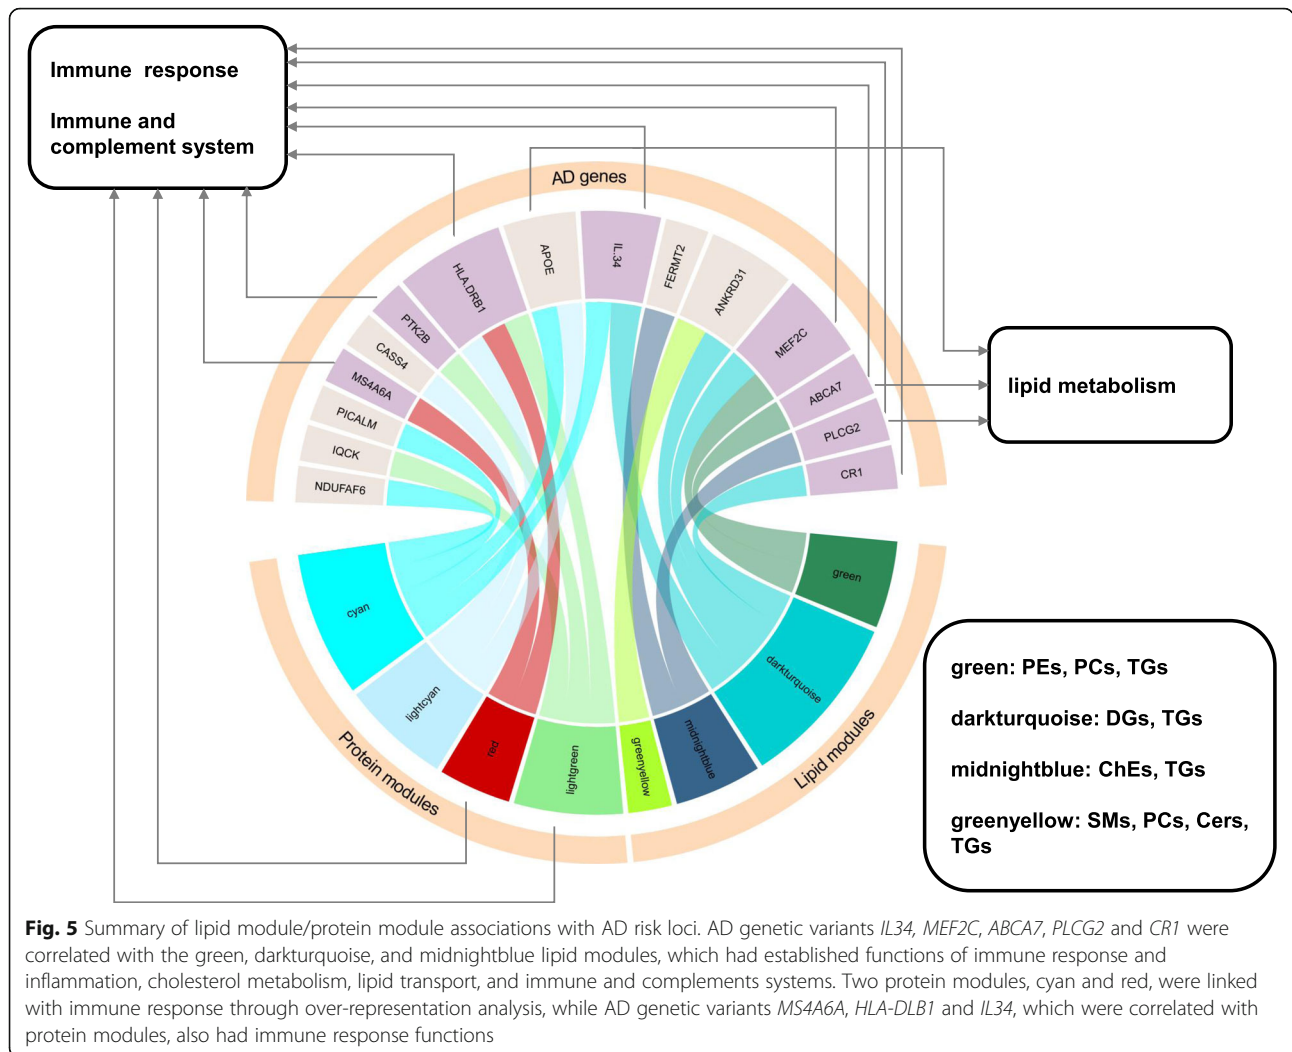 Immune response
Immune and
complement system
AD genes
NDUFAF6
IQCK
PICALM
MS4A6A
CASS4
PTK2B
HLA.DRB1
APOE
IL.34
FERMT2
ANKRD31
MEF2C
ABCA7
PLCG2
CR1
lipid metabolism
cyan
lightcyan
red
lightgreen
greenyellow
midnightblue
darkturquoise
green
Protein modules
Lipid modules
green: PEs, PCs, TGs
darkturquoise: DGs, TGs
midnightblue: ChEs, TGs
greenyellow: SMs, PCs, Cers,
TGs
Fig. 5 Summary of lipid module/protein module associations with AD risk loci. AD genetic variants IL34, MEF2C, ABCA7, PLCG2 and CR1 were
correlated with the green, darkturquoise, and midnightblue lipid modules, which had established functions of immune response and
inflammation, cholesterol metabolism, lipid transport, and immune and complements systems. Two protein modules, cyan and red, were linked
with immune response through over-representation analysis, while AD genetic variants MS4A6A, HLA-DLB1 and IL34, which were correlated with
protein modules, also had immune response functions